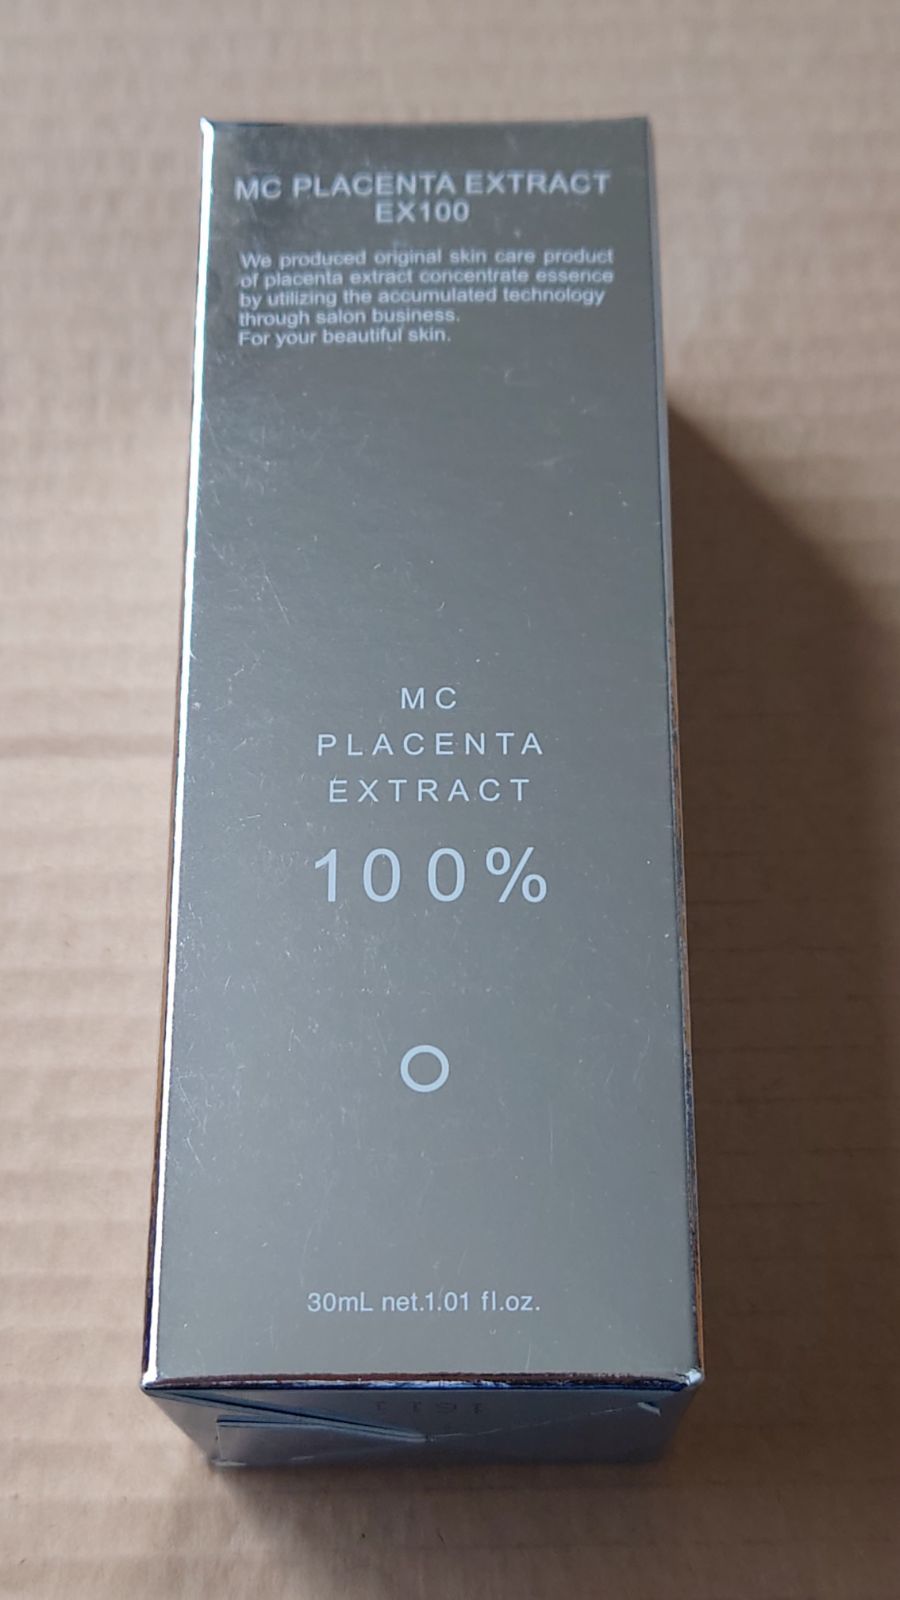 MC PLACENTA EXTRACT
EX100
We produced original skin care product
of placenta extract concentrate essence
by utilizing the accumulated technology
through salon business.
For your beautiful skin.
MC
PLACENTA
EXTRACT
100%
30mL net.1.01 fl.oz.